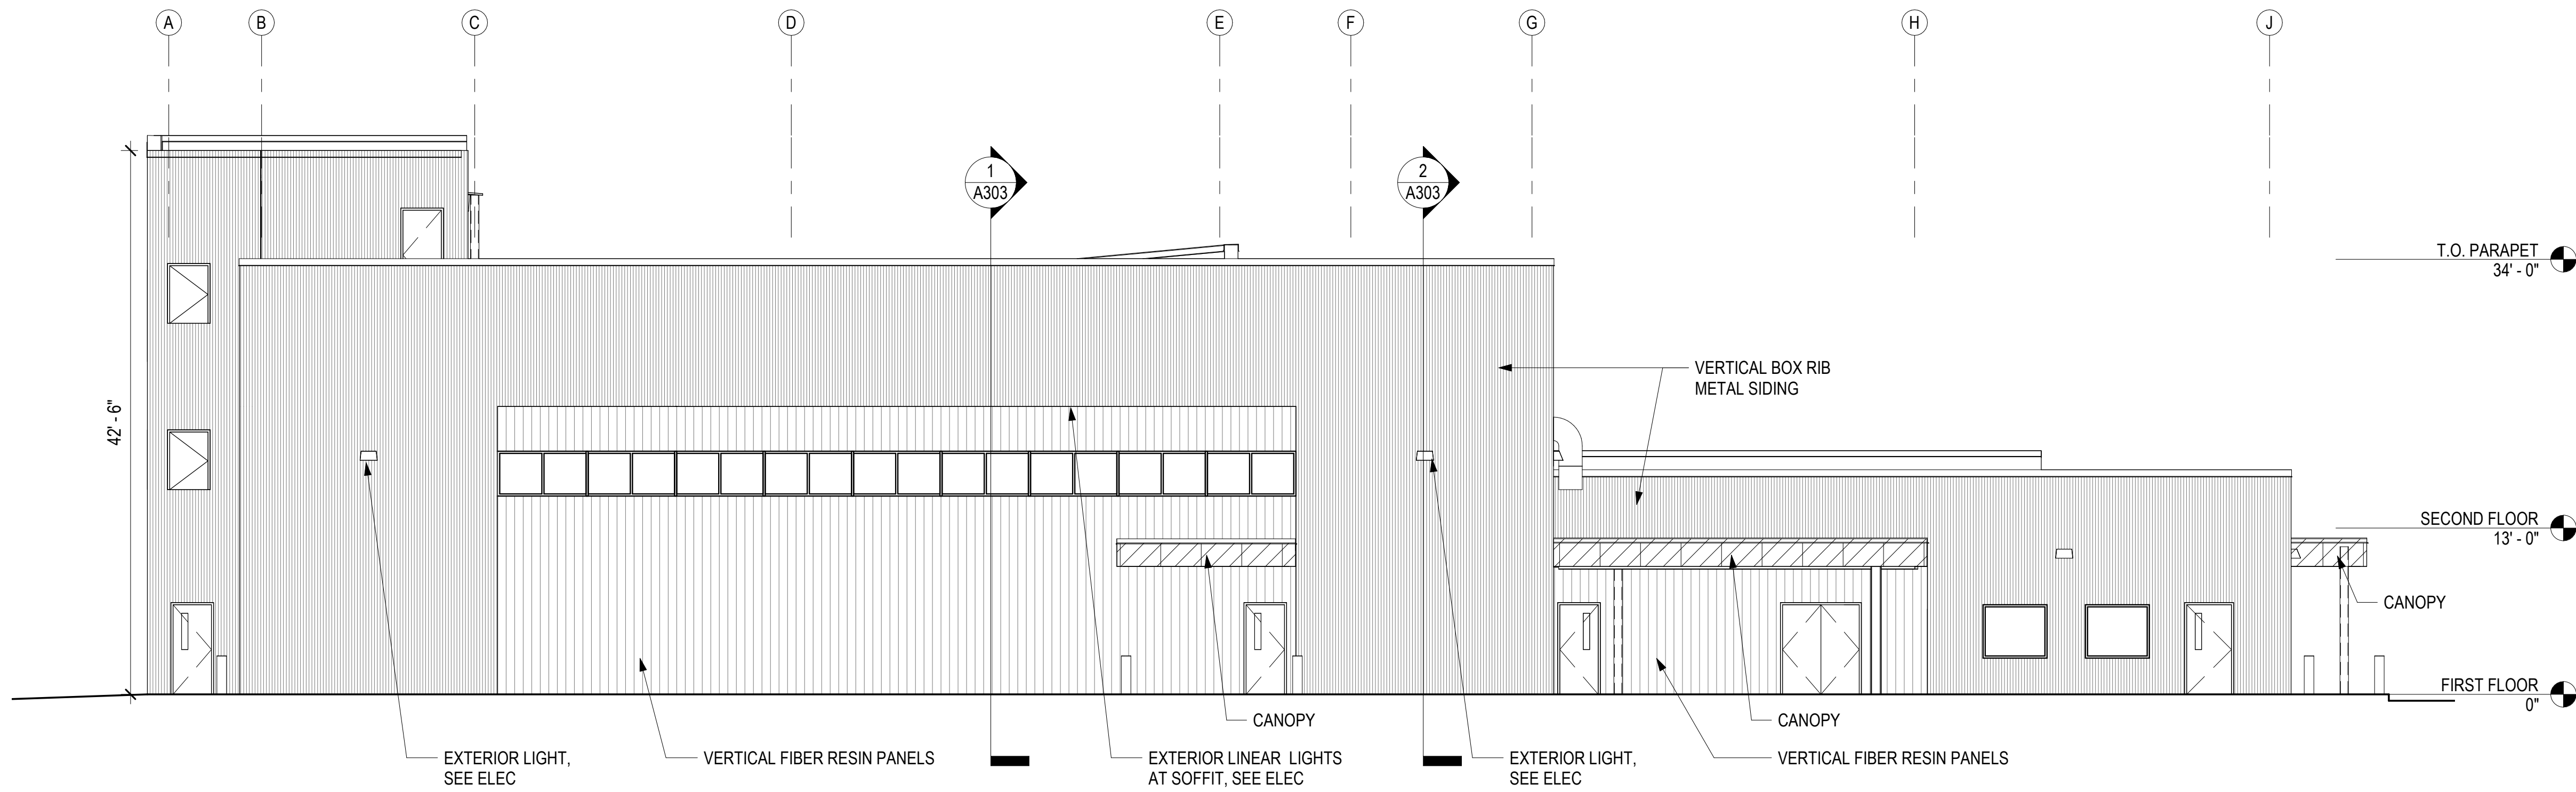 A
B
C
D
E
F
G
H
J
1
A303
2
A303
T.O. PARAPET
34' - 0"
VERTICAL BOX RIB
METAL SIDING
42' - 6"
SECOND FLOOR
13' - 0"
CANOPY
FIRST FLOOR
0"
CANOPY
CANOPY
EXTERIOR LIGHT,
SEE ELEC
VERTICAL FIBER RESIN PANELS
EXTERIOR LINEAR LIGHTS
AT SOFFIT, SEE ELEC
EXTERIOR LIGHT,
SEE ELEC
VERTICAL FIBER RESIN PANELS